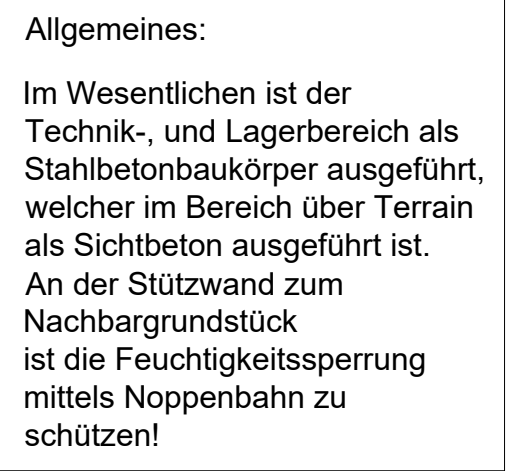 Allgemeines:
Im Wesentlichen ist der
Technik-, und Lagerbereich als
Stahlbetonbaukörper ausgeführt,
welcher im Bereich über Terrain
als Sichtbeton ausgeführt ist.
An der Stützwand zum
Nachbargrundstück
ist die Feuchtigkeitssperrung
mittels Noppenbahn zu
schützen!